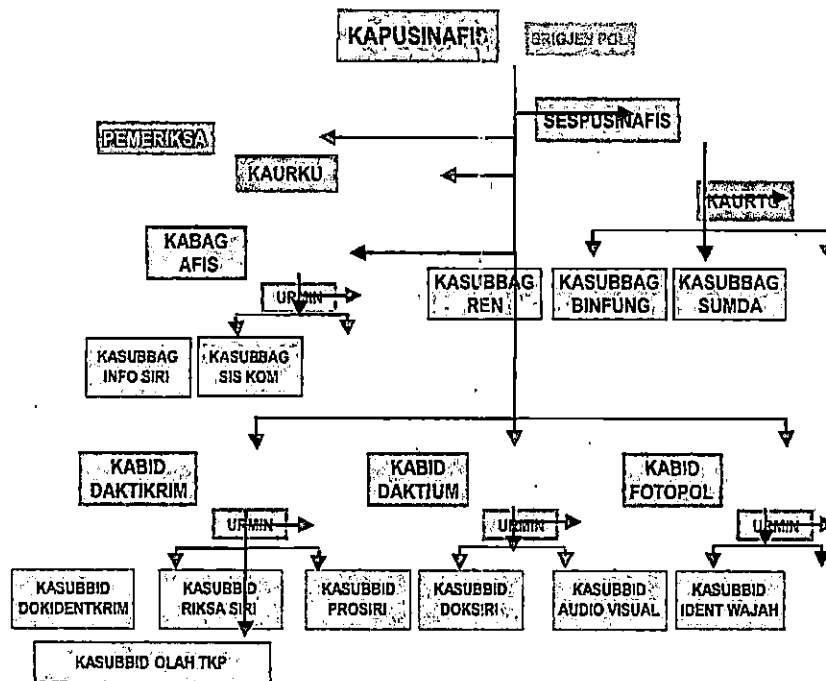 KAPUSINAFID
BRIGJEN POL
SESPUSINAFIS
PEMERIKSA
KAURKU
KAURTG
KABAG
AFIS
URMIN
KASUBBAG
REN
KASUBBAG
BINFUNG
KASUBBAG
SUMDA
KASUBBAG
INFO SIRI
KASUBBAG
SIS KOM
KABID
DAKTIKRIM
KABID
DAKTIUM
KABID
FOTOPOL
URMIN
URMIN
URMIN
KASUBBID
DOKIDENTKRIM
KASUBBID
RIKSA SIRI
KASUBBID
PROSIRI
KASUBBID
DOKSIRI
KASUBBID
AUDIO VISUAL
KASUBBID
IDENT WAJAH
KASUBBID OLAH TKP